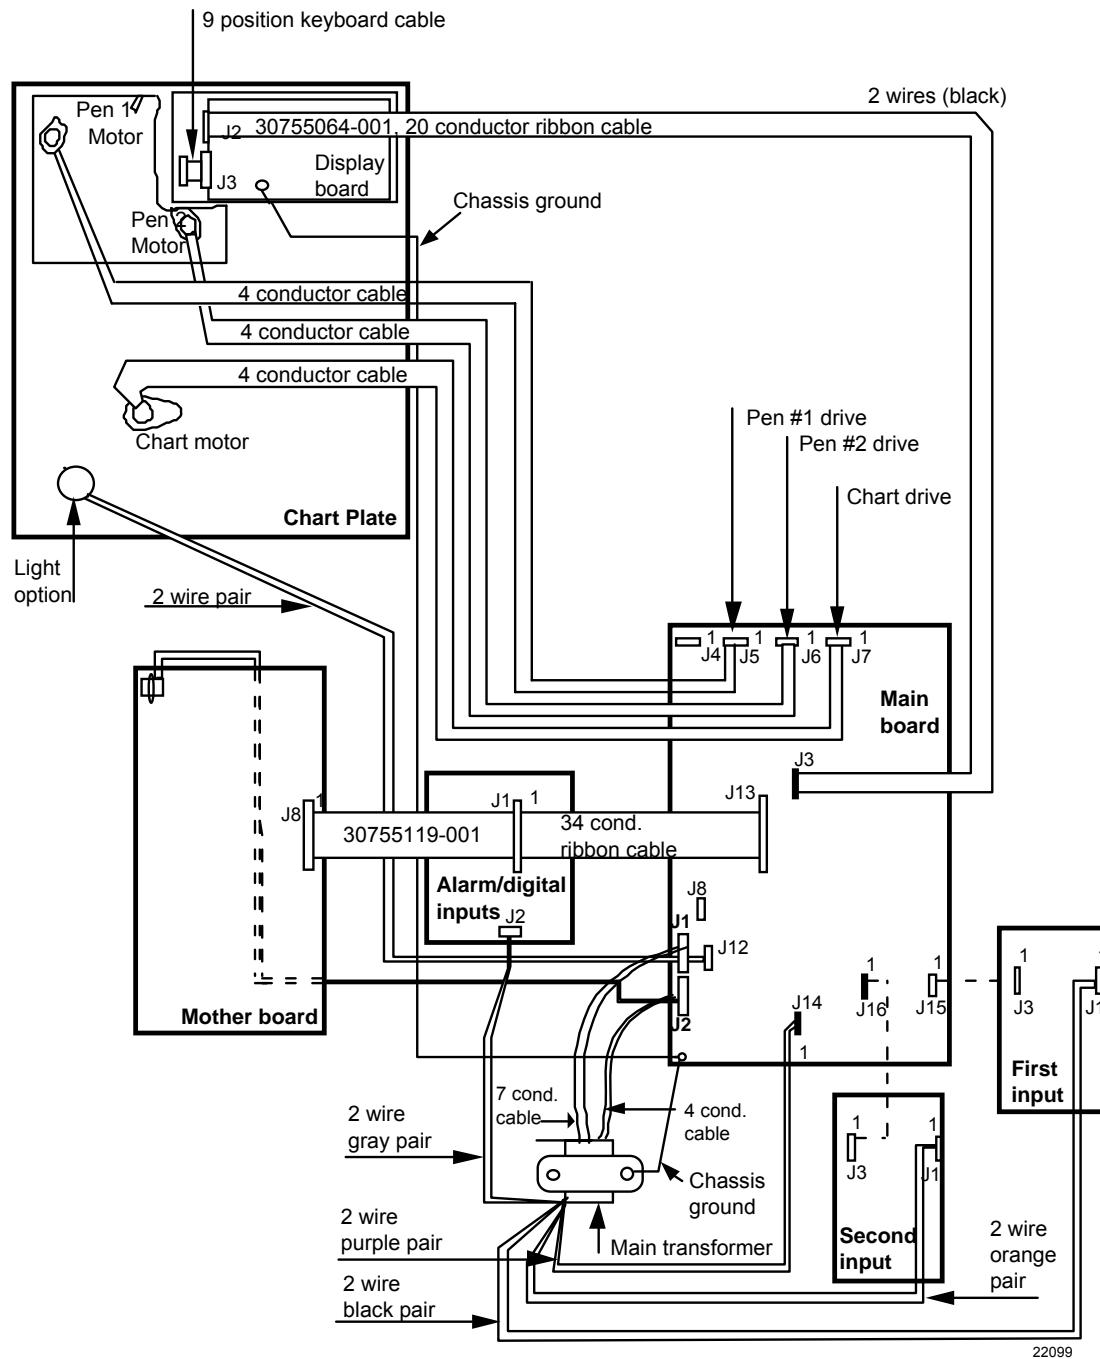 9 position keyboard cable
2 wires (black)
Pen 1
Motor
J2
30755064-001, 20 conductor ribbon cable
Display
board
J3
Chassis ground
Pen 2
Motor
4 conductor cable
4 conductor cable
4 conductor cable
Chart motor
Pen #1 drive
Pen #2 drive
Chart drive
Chart Plate
Light
option
2 wire pair
1
J4
1
J5
1
J6
1
J7
Main
board
J3
J13
J8
1
30755119-001
J1
1
34 cond.
ribbon cable
Alarm/digital
inputs
J2
J8
J1
J12
J2
J14
1
1
J16
1
J15
1
J3
1
J1
First
input
Mother board
7 cond.
cable
4 cond.
cable
2 wire
gray pair
Chassis
ground
1
J3
1
J1
Second
input
2 wire
purple pair
Main transformer
2 wire
orange
pair
2 wire
black pair
22099